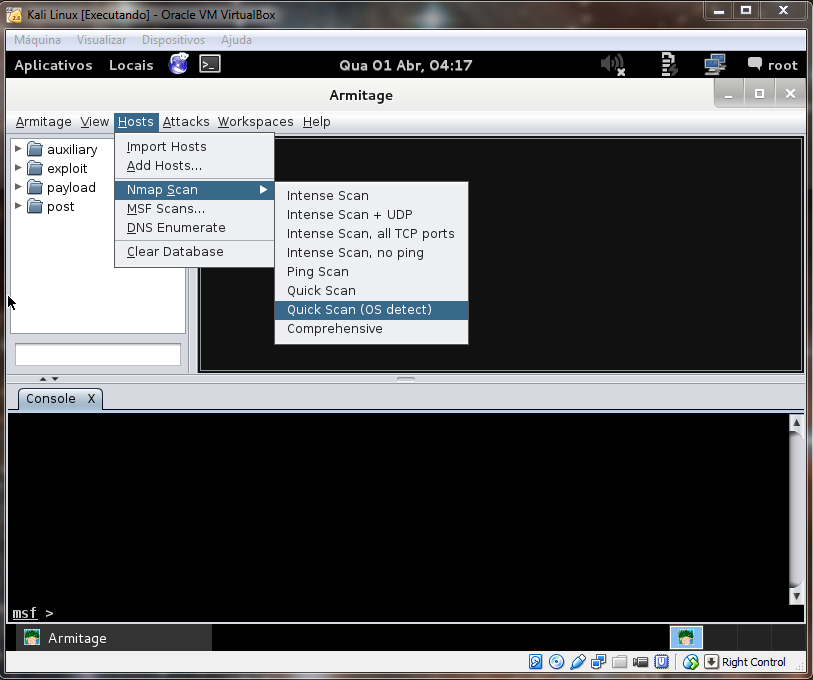 Kali Linux [Executando] - Oracle VM VirtualBox
Máquina Visualizar Dispositivos Ajuda
Aplicativos Locais Qua 01 Abr, 04:17 root
Armitage
Armitage View Hosts Attacks Workspaces Help
auxiliary
exploit
payload
post
Import Hosts
Add Hosts...
Nmap Scan
MSF Scans...
DNS Enumerate
Clear Database
Intense Scan
Intense Scan + UDP
Intense Scan, all TCP ports
Intense Scan, no ping
Ping Scan
Quick Scan
Quick Scan (OS detect)
Comprehensive
Console X
msf >
Armitage
Right Control